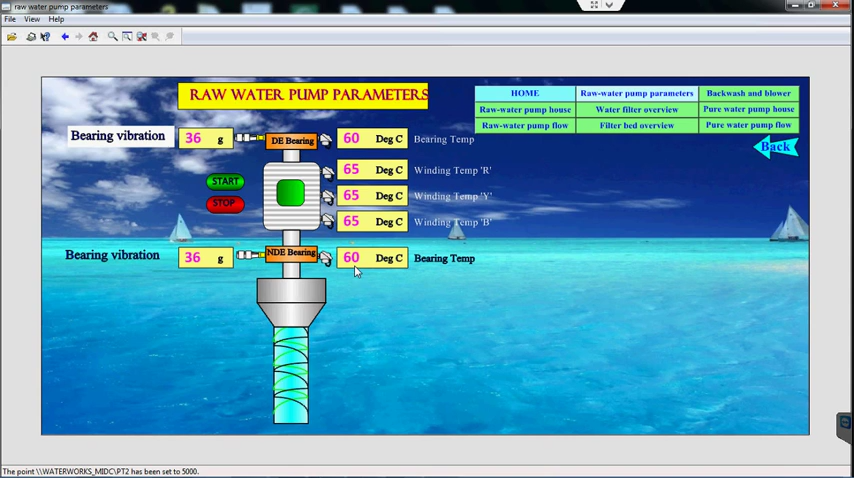 raw water pump parameters
File View Help
RAW WATER PUMP PARAMETERS
HOME Raw-water pump parameters Backwash and blower
Raw-water pump house Water filter overview Pure water pump house
Raw-water pump flow Filter bed overview Pure water pump flow
Back
Bearing vibration 36 g DE Bearing 60 Deg C Bearing Temp
65 Deg C Winding Temp 'R'
START
65 Deg C Winding Temp 'Y'
STOP
65 Deg C Winding Temp 'B'
Bearing vibration 36 g NDE Bearing 60 Deg C Bearing Temp
The point \\WATERWORKS_MIDC\PT2 has been set to 5000.